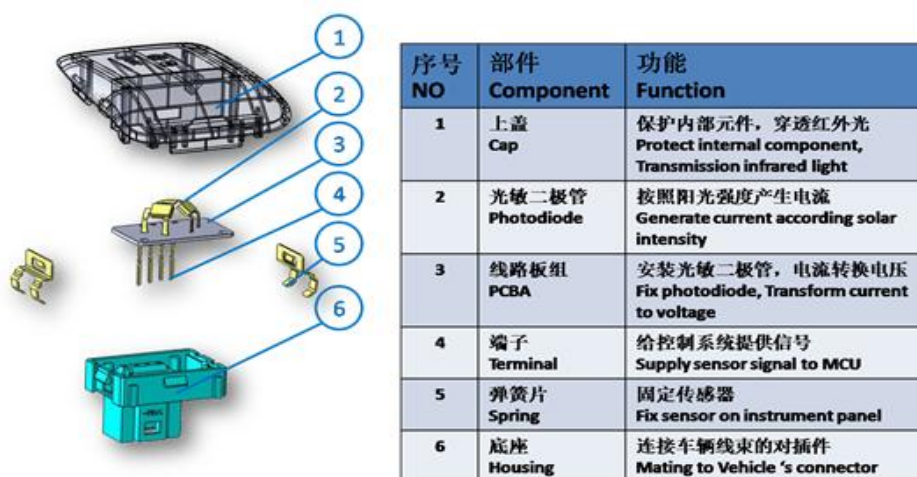 1
2
3
4
5
6
序号 部件 功能
NO Component Function
1 上盖 保护内部元件，穿透红外光
Cap Protect internal component,
Transmission infrared light
2 光敏二极管 按照阳光强度产生电流
Photodiode Generate current according solar
intensity
3 线路板组 安装光敏二极管，电流转换电压
PCBA Fix photodiode, Transform current
to voltage
4 端子 给控制系统提供信号
Terminal Supply sensor signal to MCU
5 弹簧片 固定传感器
Spring Fix sensor on instrument panel
6 底座 连接车辆线束的对插件
Housing Mating to Vehicle ‘s connector